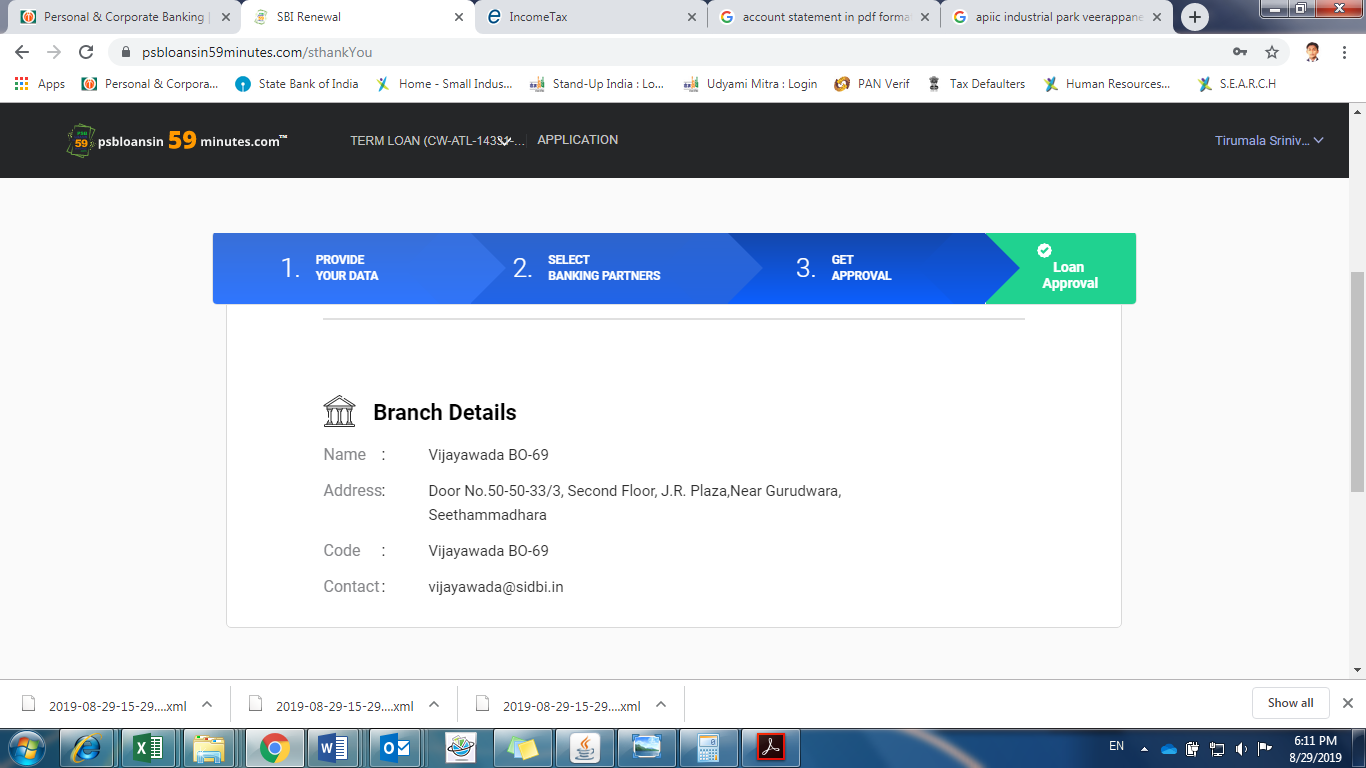 Personal & Corporate Banking |
SBI Renewal
IncomeTax
account statement in pdf forma
apiic industrial park veerappane
psbloansin59minutes.com/sthankYou
Apps
Personal & Corpora...
State Bank of India
Home - Small Indus...
Stand-Up India : Lo...
Udyami Mitra : Login
PAN Verif
Tax Defaulters
Human Resources...
S.E.A.R.C.H
psbloansin 59 minutes.com™
TERM LOAN (CW-ATL-143
APPLICATION
Tirumala Sriniv...
1. PROVIDE
YOUR DATA
2. SELECT
BANKING PARTNERS
3. GET
APPROVAL
Loan
Approval
Branch Details
Name : Vijayawada BO-69
Address: Door No.50-50-33/3, Second Floor, J.R. Plaza,Near Gurudwara,
Seethammadhara
Code : Vijayawada BO-69
Contact: vijayawada@sidbi.in
2019-08-29-15-29....xml
2019-08-29-15-29....xml
2019-08-29-15-29....xml
Show all
EN
6:11 PM
8/29/2019